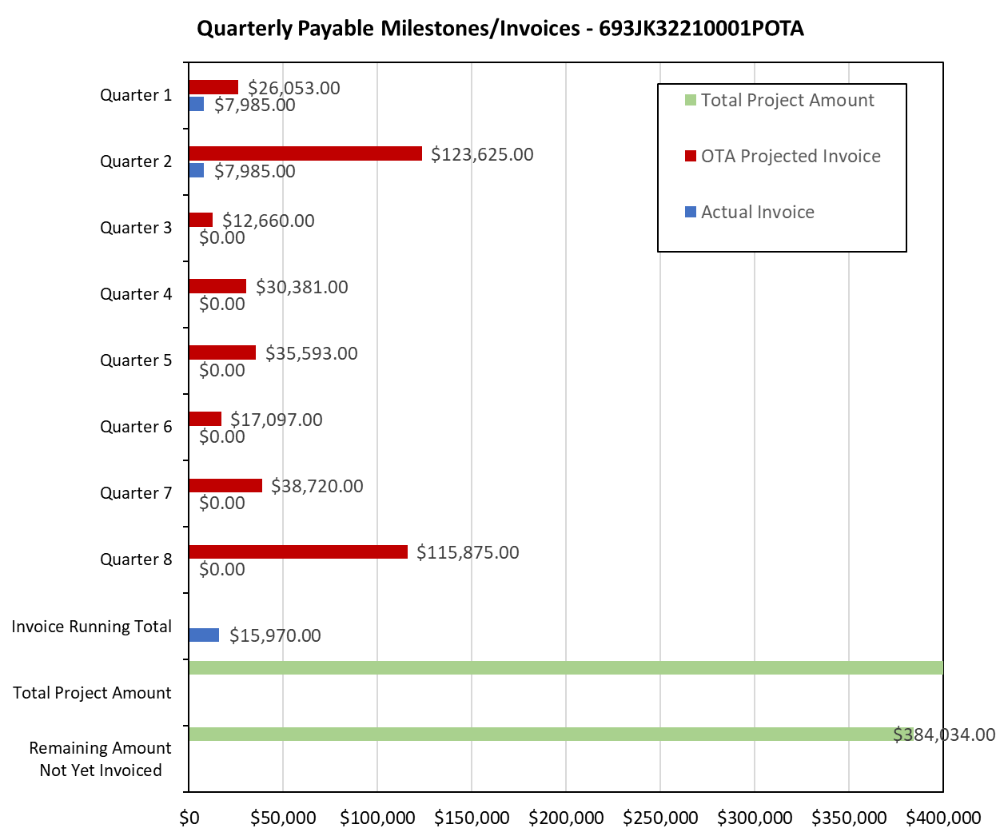 Quarterly Payable Milestones/Invoices - 693JK32210001POTA
Total Project Amount
OTA Projected Invoice
Actual Invoice
Quarter 1
$26,053.00
$7,985.00
Quarter 2
$123,625.00
$7,985.00
Quarter 3
$12,660.00
$0.00
Quarter 4
$30,381.00
$0.00
Quarter 5
$35,593.00
$0.00
Quarter 6
$17,097.00
$0.00
Quarter 7
$38,720.00
$0.00
Quarter 8
$115,875.00
$0.00
Invoice Running Total
$15,970.00
Total Project Amount
Remaining Amount
Not Yet Invoiced
$384,034.00
$0 $50,000 $100,000 $150,000 $200,000 $250,000 $300,000 $350,000 $400,000